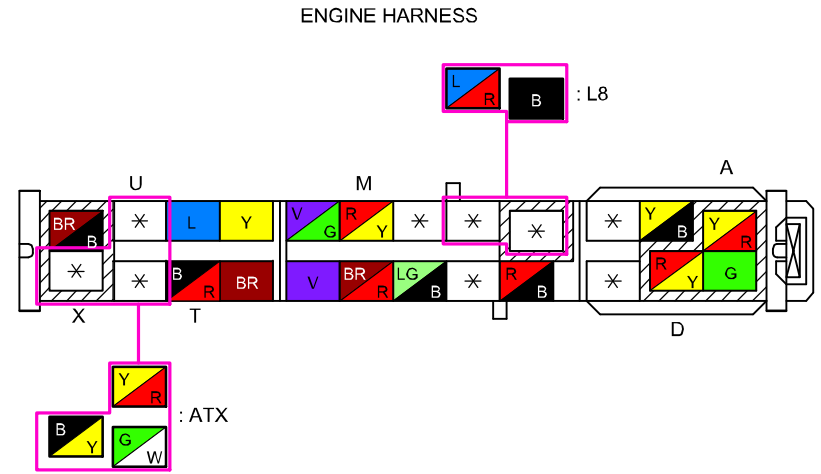 ENGINE HARNESS
L R B : L8
U M A
BR B * L Y V G R Y * * * * Y B Y R
* * B R BR V BR R LG B * R B * R Y G
X T D
Y R
B Y G W : ATX